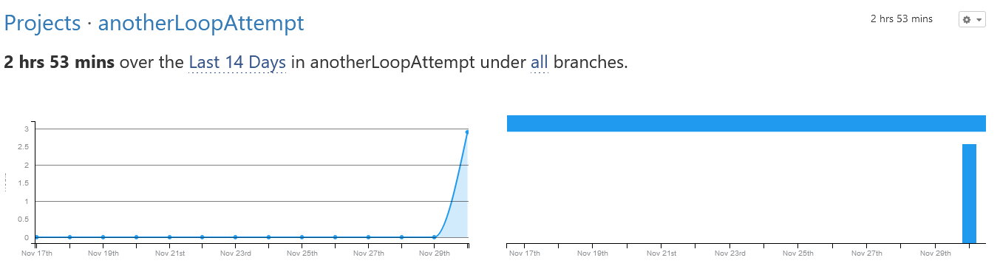 Projects · anotherLoopAttempt
2 hrs 53 mins
2 hrs 53 mins over the Last 14 Days in anotherLoopAttempt under all branches.
3
2.5
2
1.5
1
0.5
0
Nov 17th Nov 19th Nov 21st Nov 23rd Nov 25th Nov 27th Nov 29th
Nov 17th Nov 19th Nov 21st Nov 23rd Nov 25th Nov 27th Nov 29th